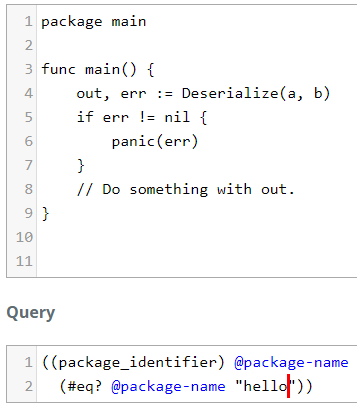 1 package main
2
3 func main() {
4     out, err := Deserialize(a, b)
5     if err != nil {
6         panic(err)
7     }
8     // Do something with out.
9 }
10
11
Query
1 ((package_identifier) @package-name
2   (#eq? @package-name "hello"))